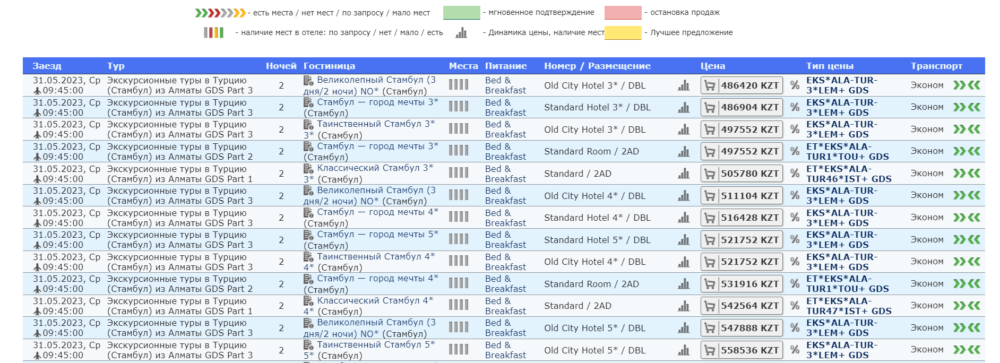 - есть места / нет мест / по запросу / мало мест - мгновенное подтверждение - остановка продаж
- наличие мест в отеле: по запросу / нет / мало / есть - Динамика цены, наличие мест - Лучшее предложение
Заезд Тур Ночей Гостиница Места Питание Номер / Размещение Цена Тип цены Транспорт
31.05.2023, Ср Экскурсионные туры в Турцию 2 Великолепный Стамбул (3 Bed & Old City Hotel 3* / DBL 486420 KZT % EKS*ALA-TUR- Эконом
09:45:00 (Стамбул) из Алматы GDS Part 3 дня/2 ночи) NO* (Стамбул) Breakfast 3*LEM+ GDS
31.05.2023, Ср Экскурсионные туры в Турцию 2 Стамбул — город мечты 3* Bed & Standard Hotel 3* / DBL 486904 KZT % EKS*ALA-TUR- Эконом
09:45:00 (Стамбул) из Алматы GDS Part 3 (Стамбул) Breakfast 3*LEM+ GDS
31.05.2023, Ср Экскурсионные туры в Турцию 2 Таинственный Стамбул 3* Bed & Old City Hotel 3* / DBL 497552 KZT % EKS*ALA-TUR- Эконом
09:45:00 (Стамбул) из Алматы GDS Part 3 3* (Стамбул) Breakfast 3*LEM+ GDS
31.05.2023, Ср Экскурсионные туры в Турцию 2 Стамбул — город мечты 3* Bed & Standard Room / 2AD 497552 KZT % ET*EKS*ALA- Эконом
09:45:00 (Стамбул) из Алматы GDS Part 2 (Стамбул) Breakfast TUR1*TOU+ GDS
31.05.2023, Ср Экскурсионные туры в Турцию 2 Классический Стамбул 3* Bed & Standard / 2AD 505780 KZT % ET*EKS*ALA- Эконом
09:45:00 (Стамбул) из Алматы GDS Part 1 3* (Стамбул) Breakfast TUR46*IST+ GDS
31.05.2023, Ср Экскурсионные туры в Турцию 2 Великолепный Стамбул (3 Bed & Old City Hotel 4* / DBL 511104 KZT % EKS*ALA-TUR- Эконом
09:45:00 (Стамбул) из Алматы GDS Part 3 дня/2 ночи) NO* (Стамбул) Breakfast 3*LEM+ GDS
31.05.2023, Ср Экскурсионные туры в Турцию 2 Стамбул — город мечты 4* Bed & Standard Hotel 4* / DBL 516428 KZT % EKS*ALA-TUR- Эконом
09:45:00 (Стамбул) из Алматы GDS Part 3 (Стамбул) Breakfast 3*LEM+ GDS
31.05.2023, Ср Экскурсионные туры в Турцию 2 Стамбул — город мечты 5* Bed & Standard Hotel 5* / DBL 521752 KZT % EKS*ALA-TUR- Эконом
09:45:00 (Стамбул) из Алматы GDS Part 3 (Стамбул) Breakfast 3*LEM+ GDS
31.05.2023, Ср Экскурсионные туры в Турцию 2 Таинственный Стамбул 4* Bed & Old City Hotel 4* / DBL 521752 KZT % EKS*ALA-TUR- Эконом
09:45:00 (Стамбул) из Алматы GDS Part 3 4* (Стамбул) Breakfast 3*LEM+ GDS
31.05.2023, Ср Экскурсионные туры в Турцию 2 Стамбул — город мечты 4* Bed & Standard Room / 2AD 531916 KZT % ET*EKS*ALA- Эконом
09:45:00 (Стамбул) из Алматы GDS Part 2 (Стамбул) Breakfast TUR1*TOU+ GDS
31.05.2023, Ср Экскурсионные туры в Турцию 2 Классический Стамбул 4* Bed & Standard / 2AD 542564 KZT % ET*EKS*ALA- Эконом
09:45:00 (Стамбул) из Алматы GDS Part 1 4* (Стамбул) Breakfast TUR47*IST+ GDS
31.05.2023, Ср Экскурсионные туры в Турцию 2 Великолепный Стамбул (3 Bed & Old City Hotel 5* / DBL 547888 KZT % EKS*ALA-TUR- Эконом
09:45:00 (Стамбул) из Алматы GDS Part 3 дня/2 ночи) NO* (Стамбул) Breakfast 3*LEM+ GDS
31.05.2023, Ср Экскурсионные туры в Турцию 2 Таинственный Стамбул 5* Bed & Old City Hotel 5* / DBL 558536 KZT % EKS*ALA-TUR- Эконом
09:45:00 (Стамбул) из Алматы GDS Part 3 5* (Стамбул) Breakfast 3*LEM+ GDS